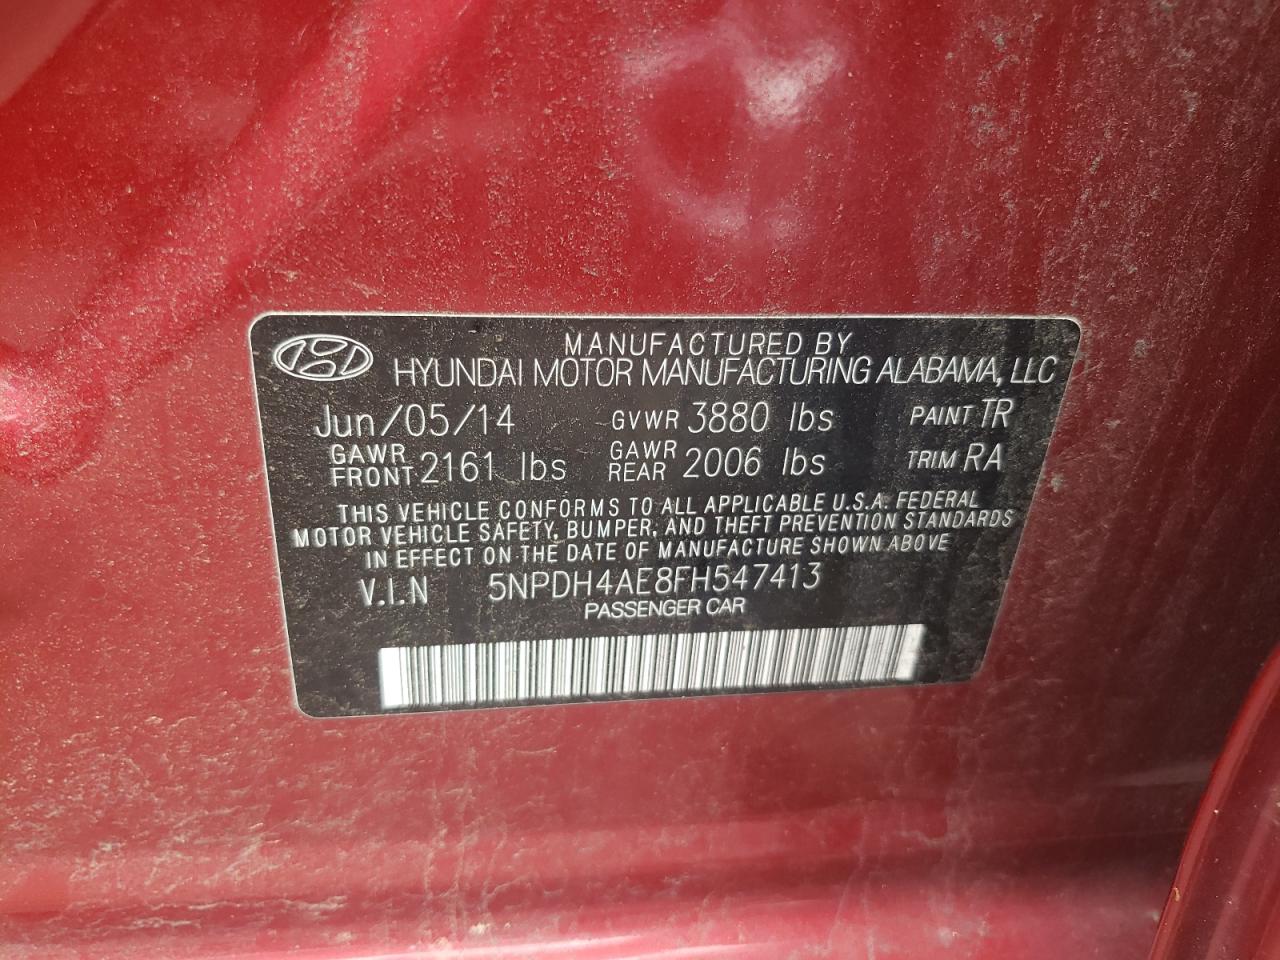 MANUFACTURED BY
HYUNDAI MOTOR MANUFACTURING ALABAMA, LLC
Jun/05/14 GVWR 3880 lbs PAINT TR
GAWR FRONT 2161 lbs GAWR REAR 2006 lbs TRIM RA
THIS VEHICLE CONFORMS TO ALL APPLICABLE U.S.A. FEDERAL
MOTOR VEHICLE SAFETY, BUMPER, AND THEFT PREVENTION STANDARDS
IN EFFECT ON THE DATE OF MANUFACTURE SHOWN ABOVE
V.I.N 5NPDH4AE8FH547413
PASSENGER CAR